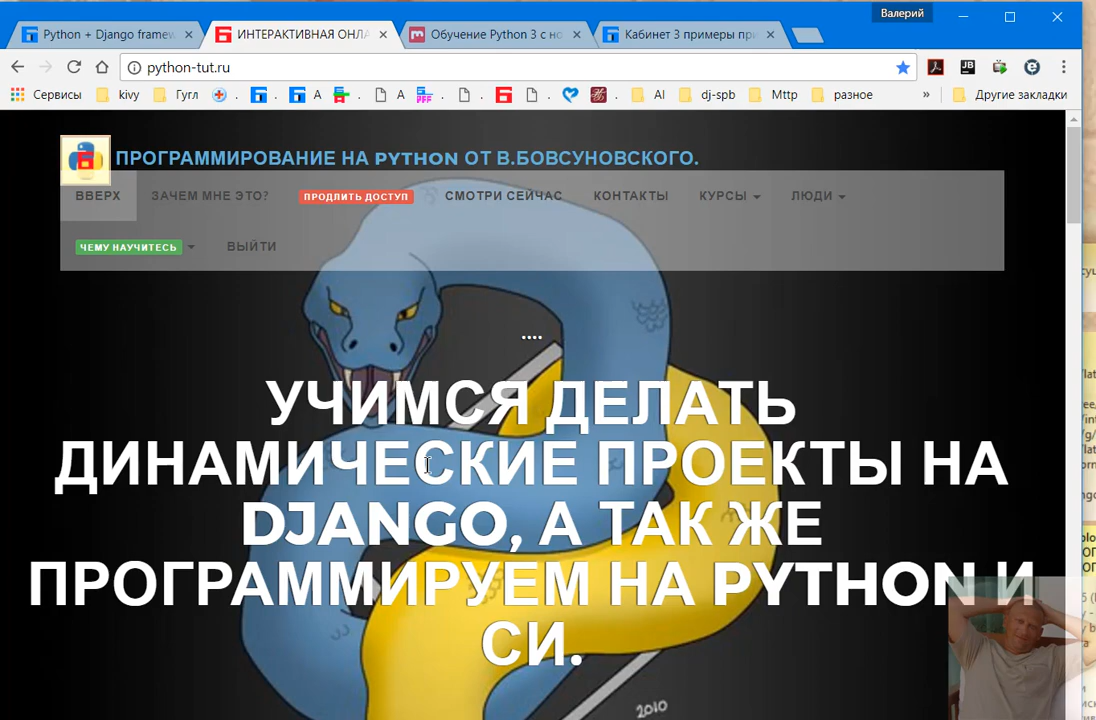 Валерий
Python + Django framew
ИНТЕРАКТИВНАЯ ОНЛА
Обучение Python 3 с но
Кабинет 3 примеры при
python-tut.ru
Сервисы
kivy
Гугл
А
А
AI
dj-spb
Mttp
разное
»
Другие закладки
ПРОГРАММИРОВАНИЕ НА PYTHON ОТ В.БОВСУНОВСКОГО.
ВВЕРХ
ЗАЧЕМ МНЕ ЭТО?
ПРОДЛИТЬ ДОСТУП
СМОТРИ СЕЙЧАС
КОНТАКТЫ
КУРСЫ
ЛЮДИ
ЧЕМУ НАУЧИТЕСЬ
ВЫЙТИ
....
УЧИМСЯ ДЕЛАТЬ
ДИНАМИЧЕСКИЕ ПРОЕКТЫ НА
DJANGO, А ТАК ЖЕ
ПРОГРАММИРУЕМ НА PYTHON И
СИ.
2010